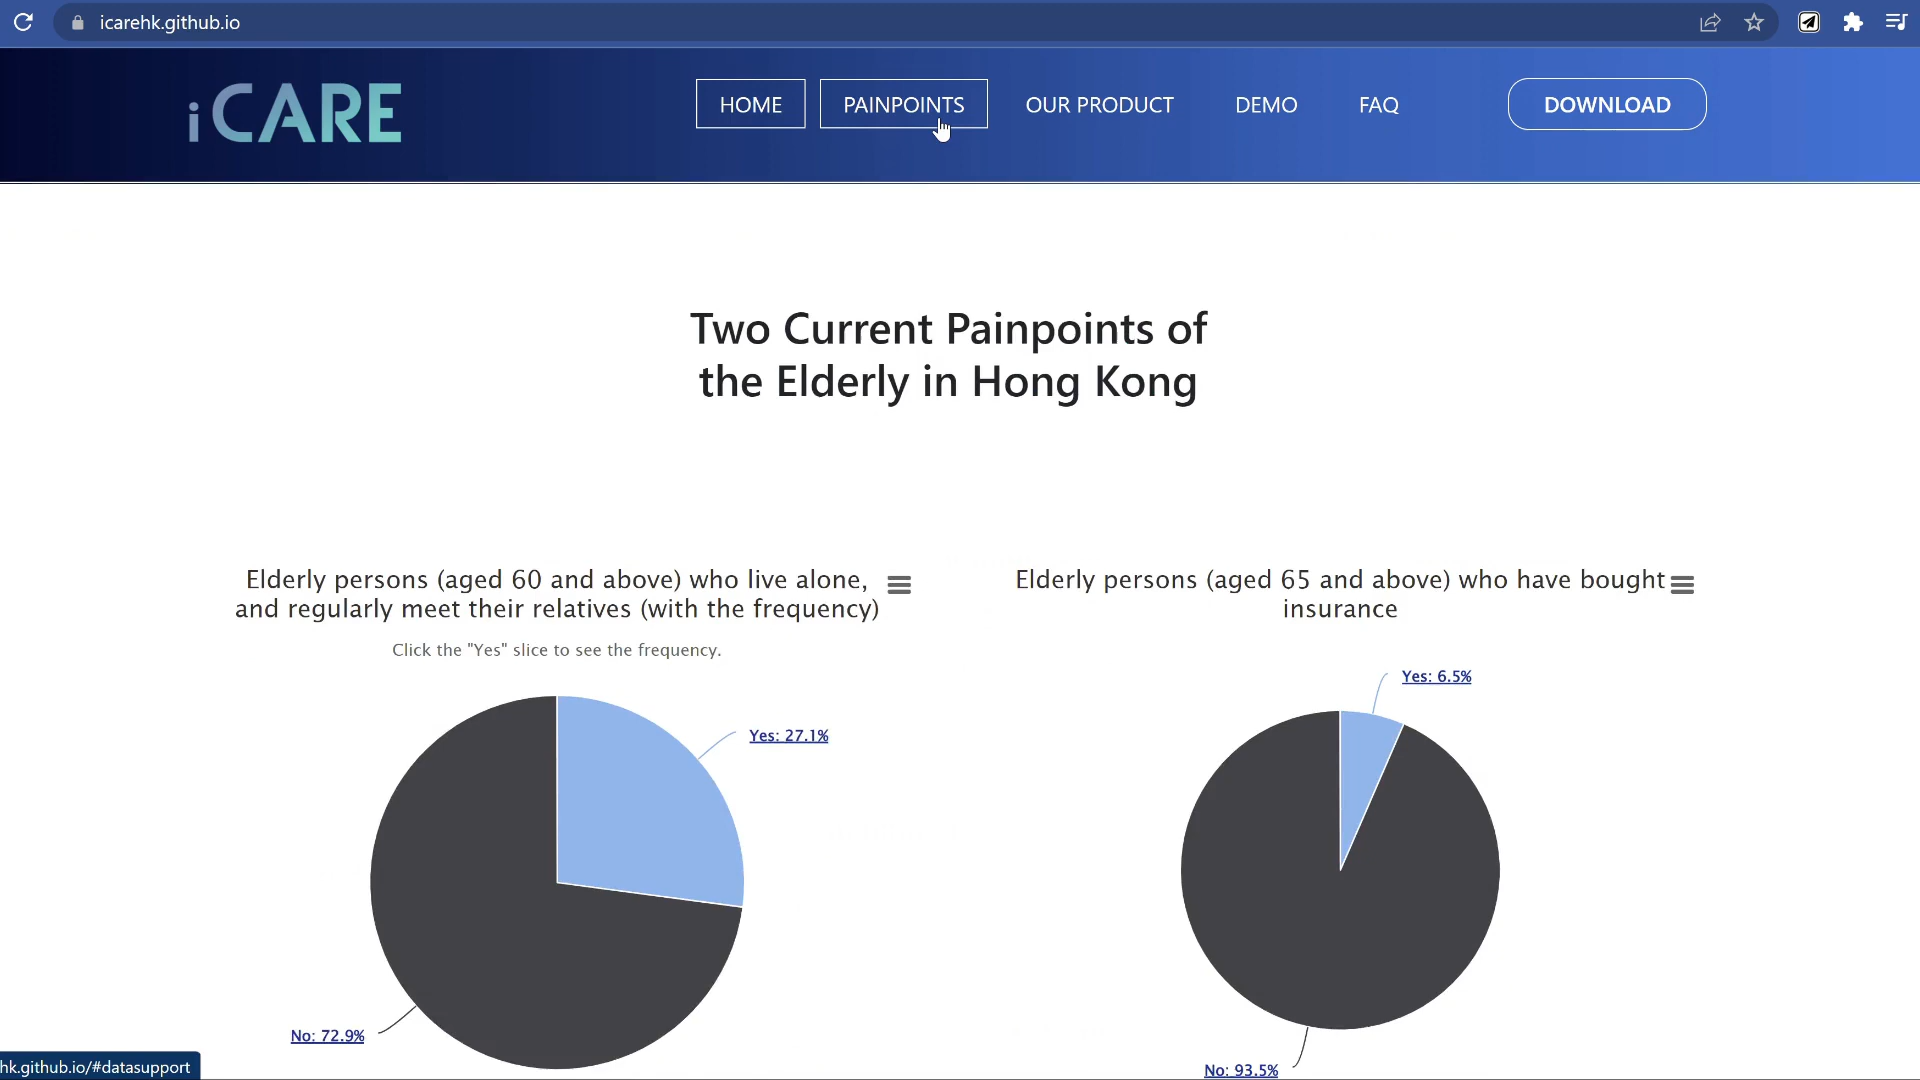 icarehk.github.io
iCARE
HOME
PAINPOINTS
OUR PRODUCT
DEMO
FAQ
DOWNLOAD
Two Current Painpoints of
the Elderly in Hong Kong
Elderly persons (aged 60 and above) who live alone,
and regularly meet their relatives (with the frequency)
Click the "Yes" slice to see the frequency.
Yes: 27.1%
No: 72.9%
Elderly persons (aged 65 and above) who have bought
insurance
Yes: 6.5%
No: 93.5%
hk.github.io/#datasupport